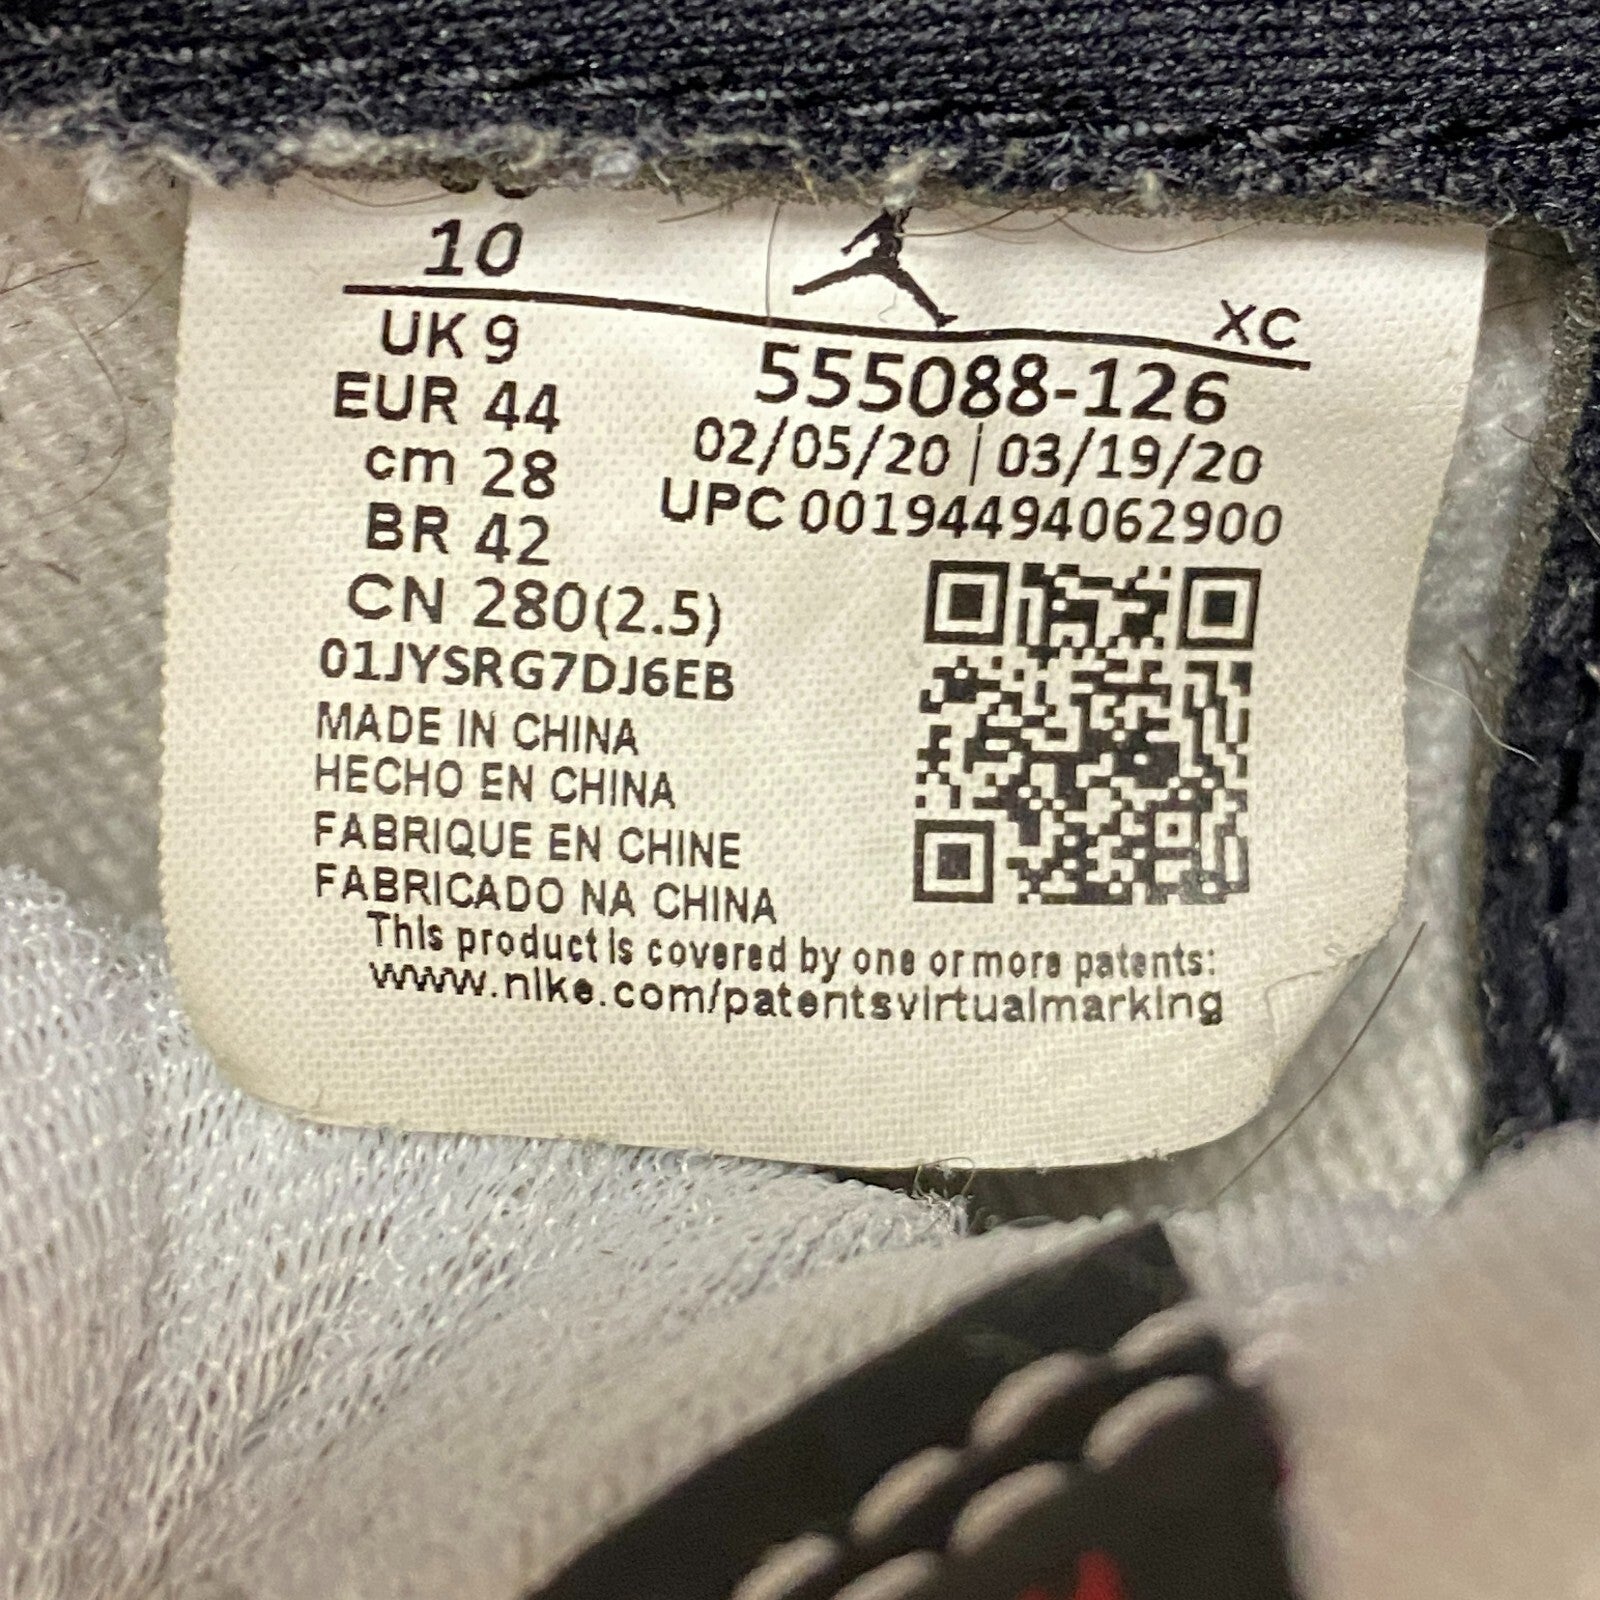 10
XC
UK 9
EUR 44
cm 28
BR 42
CN 280(2.5)
555088-126
02/05/20 | 03/19/20
UPC 00194494062900
01JYSRG7DJ6EB
MADE IN CHINA
HECHO EN CHINA
FABRIQUE EN CHINE
FABRICADO NA CHINA
This product is covered by one or more patents:
www.nike.com/patentsvirtualmarking